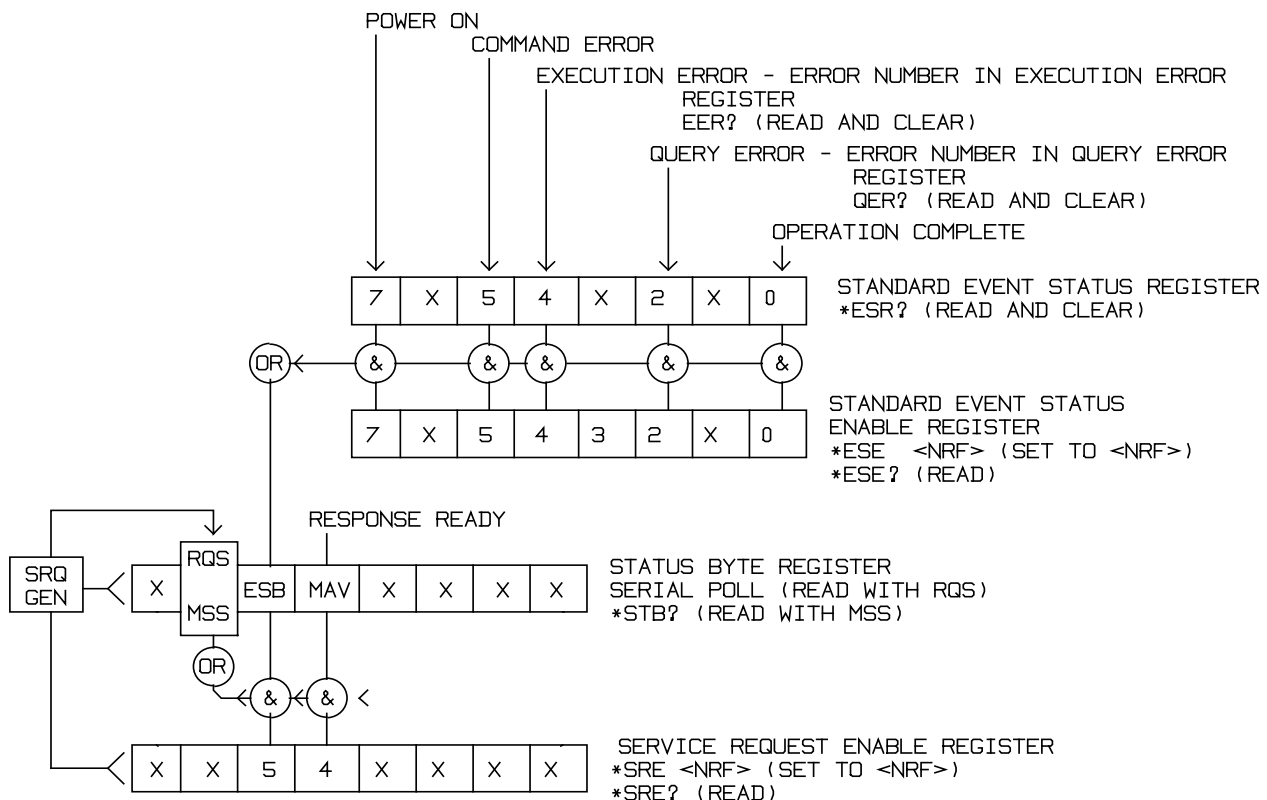 POWER ON
COMMAND ERROR
EXECUTION ERROR - ERROR NUMBER IN EXECUTION ERROR
REGISTER
EER? (READ AND CLEAR)
QUERY ERROR - ERROR NUMBER IN QUERY ERROR
REGISTER
QER? (READ AND CLEAR)
OPERATION COMPLETE
7 X 5 4 X 2 X 0
STANDARD EVENT STATUS REGISTER
*ESR? (READ AND CLEAR)
OR & & & & &
7 X 5 4 3 2 X 0
STANDARD EVENT STATUS
ENABLE REGISTER
*ESE <NRF> (SET TO <NRF>)
*ESE? (READ)
RESPONSE READY
SRQ
GEN
X RQS MSS ESB MAV X X X X
STATUS BYTE REGISTER
SERIAL POLL (READ WITH RQS)
*STB? (READ WITH MSS)
OR
& &
X X 5 4 X X X X
SERVICE REQUEST ENABLE REGISTER
*SRE <NRF> (SET TO <NRF>)
*SRE? (READ)